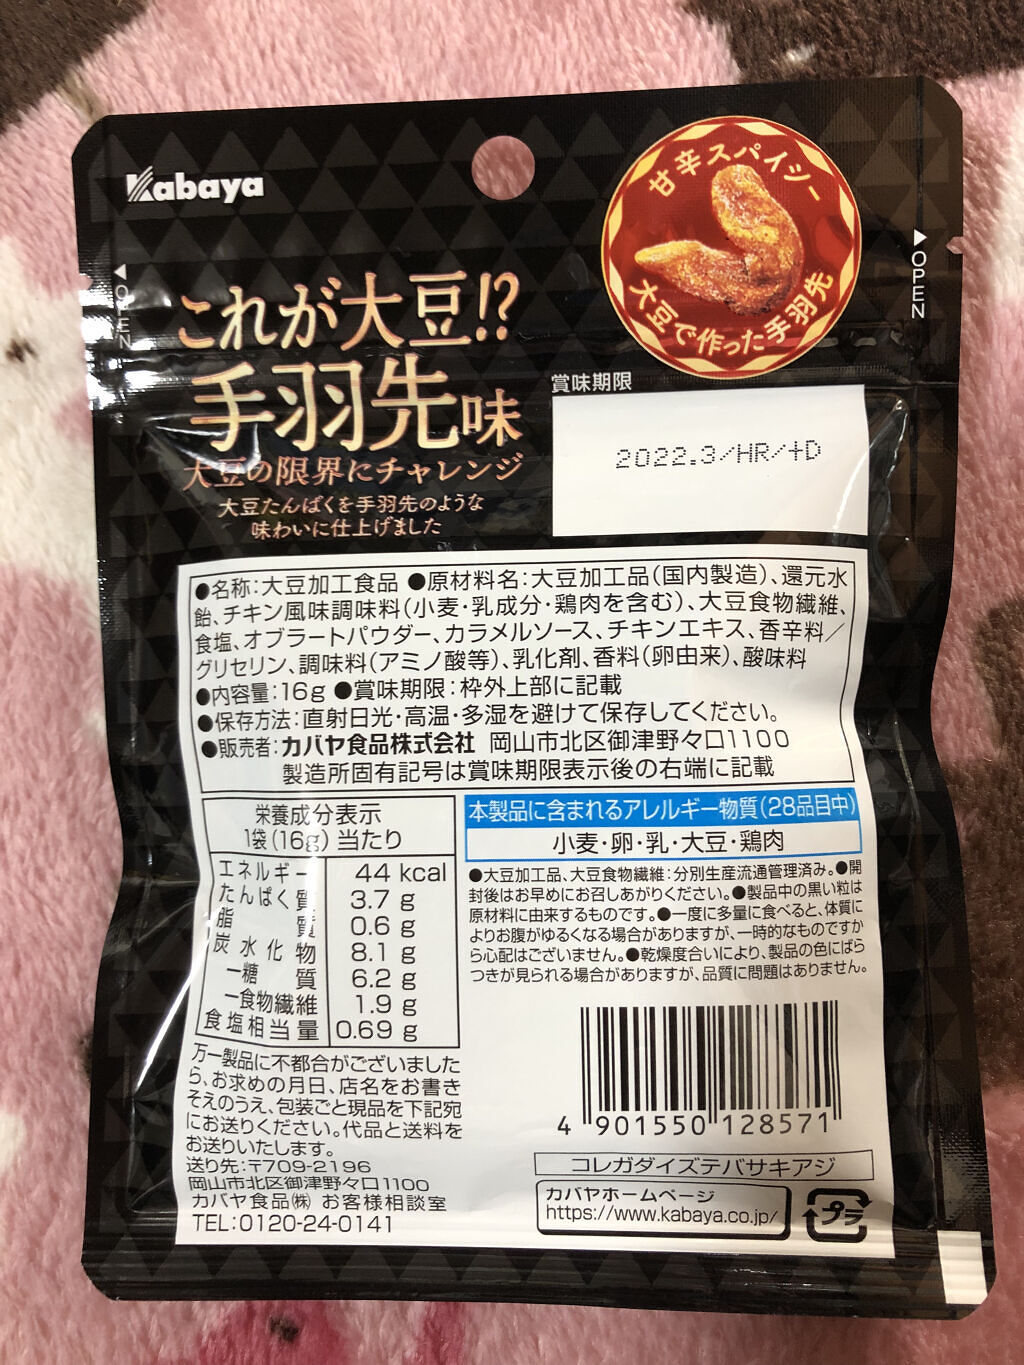 Kabaya
甘辛スパイシー
大豆で作った手羽先
OPEN
OPEN
これが大豆!?
手羽先味
大豆の限界にチャレンジ
大豆たんぱくを手羽先のような
味わいに仕上げました
賞味期限
2022.3/HR/+D
●名称:大豆加工食品 ●原材料名:大豆加工品(国内製造)、還元水
飴、チキン風味調味料(小麦・乳成分・鶏肉を含む)、大豆食物繊維、
食塩、オブラートパウダー、カラメルソース、チキンエキス、香辛料/
グリセリン、調味料(アミノ酸等)、乳化剤、香料(卵由来)、酸味料
●内容量:16g ●賞味期限:枠外上部に記載
●保存方法:直射日光・高温・多湿を避けて保存してください。
●販売者:カバヤ食品株式会社 岡山市北区御津野々口1100
製造所固有記号は賞味期限表示後の右端に記載
栄養成分表示
1袋(16g)当たり
エネルギー 44 kcal
たんぱく質 3.7 g
脂質 0.6 g
炭水化物 8.1 g
ー糖質 6.2 g
ー食物繊維 1.9 g
食塩相当量 0.69 g
本製品に含まれるアレルギー物質(28品目中)
小麦・卵・乳・大豆・鶏肉
●大豆加工品、大豆食物繊維:分別生産流通管理済み。●開
封後はお早めにお召しあがりください。●製品中の黒い粒は
原材料に由来するものです。●一度に多量に食べると、体質に
よりお腹がゆるくなる場合がありますが、一時的なものですか
ら心配はございません。●乾燥度合いにより、製品の色にばら
つきが見られる場合がありますが、品質に問題はありません。
万一製品に不都合がございました
ら、お求めの月日、店名をお書き
そえのうえ、包装ごと現品を下記宛
にお送りください。代品と送料を
お送りいたします。
送り先:〒709-2196
岡山市北区御津野々口1100
カバヤ食品㈱ お客様相談室
TEL:0120-24-0141
4 901550 128571
コレガダイズテバサキアジ
カバヤホームページ
https://www.kabaya.co.jp/
プラ